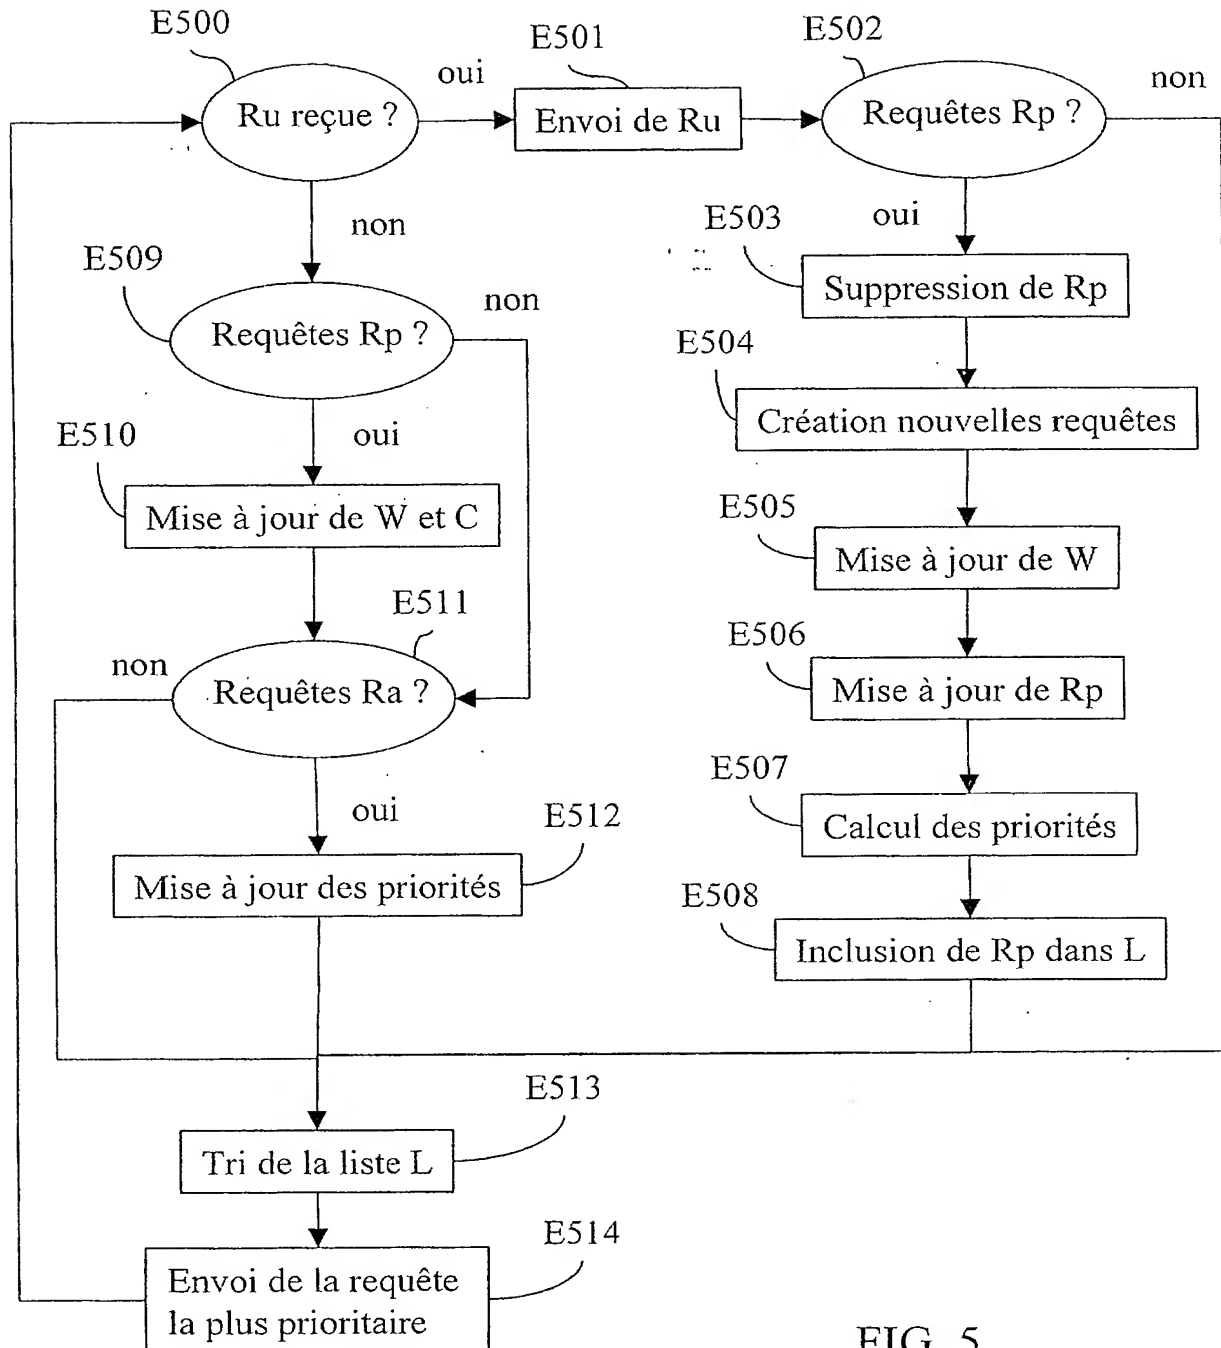 E500
E501
E502
oui
non
Ru reçue ?
Envoi de Ru
Requêtes Rp ?
non
E503
oui
E509
Suppression de Rp
non
Requêtes Rp ?
E504
Création nouvelles requêtes
E510
oui
E505
Mise à jour de W et C
Mise à jour de W
E511
E506
non
Requêtes Ra ?
Mise à jour de Rp
E507
oui
E512
Calcul des priorités
Mise à jour des priorités
E508
Inclusion de Rp dans L
E513
Tri de la liste L
E514
Envoi de la requête
la plus prioritaire
FIG. 5